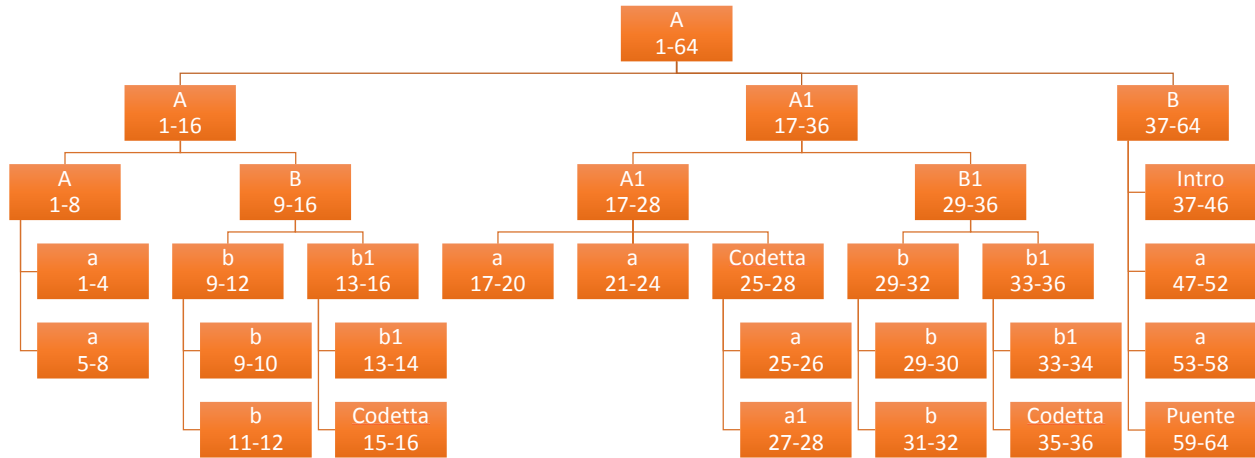 A
1-64
A
1-16
A1
17-36
B
37-64
A
1-8
B
9-16
A1
17-28
B1
29-36
Intro
37-46
a
1-4
b
9-12
b1
13-16
a
17-20
a
21-24
Codetta
25-28
b
29-32
b1
33-36
a
47-52
a
5-8
b
9-10
b1
13-14
a
25-26
b
29-30
b1
33-34
a
53-58
b
11-12
Codetta
15-16
a1
27-28
b
31-32
Codetta
35-36
Puente
59-64